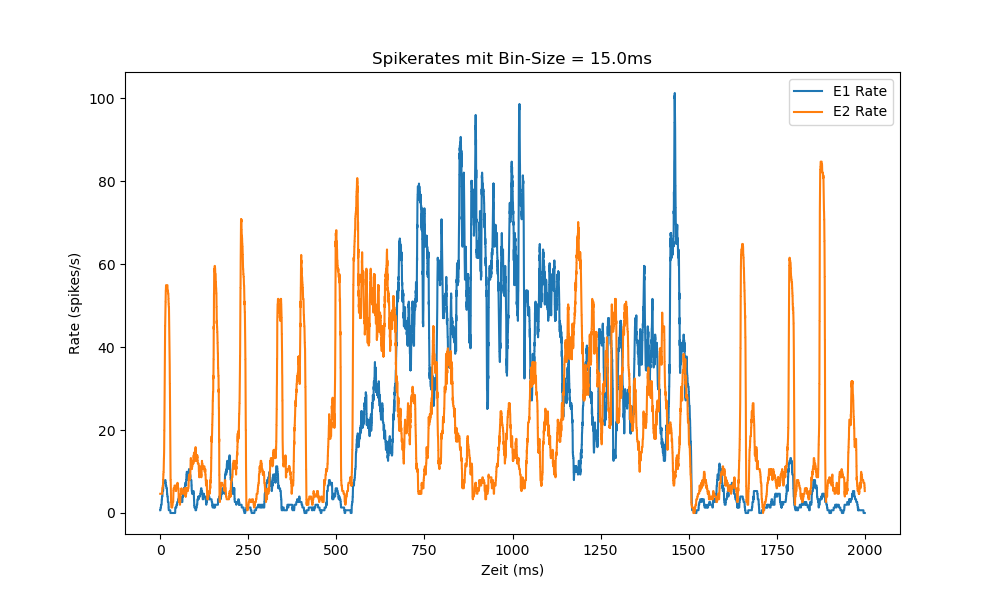 Spikerates mit Bin-Size = 15.0ms
E1 Rate
E2 Rate
100
80
60
40
20
0
Rate (spikes/s)
0 250 500 750 1000 1250 1500 1750 2000
Zeit (ms)